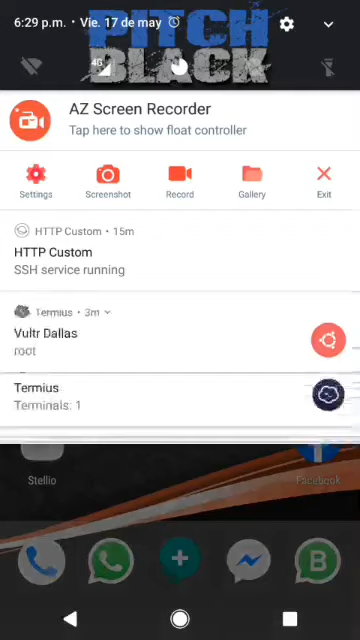 6:29 p.m. • Vie. 17 de may
PITCH
BLACK
4G
AZ Screen Recorder
Tap here to show float controller
Settings
Screenshot
Record
Gallery
Exit
HTTP Custom • 15m
HTTP Custom
SSH service running
Termius • 3m
Vultr Dallas
root
Termius
Terminals: 1
Stellio
Facebook
B